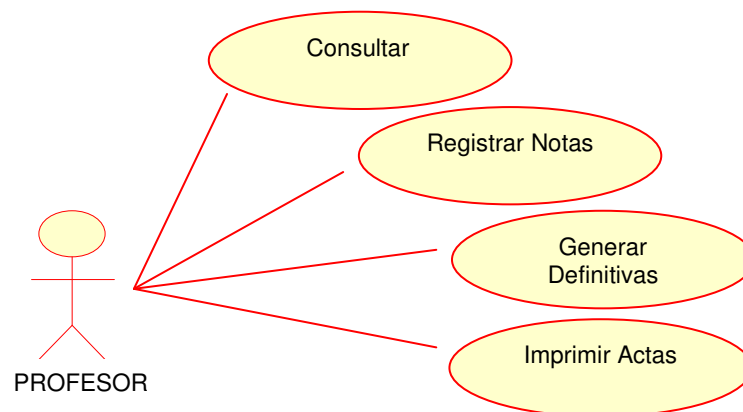 Consultar
Registrar Notas
Generar
Definitivas
Imprimir Actas
PROFESOR